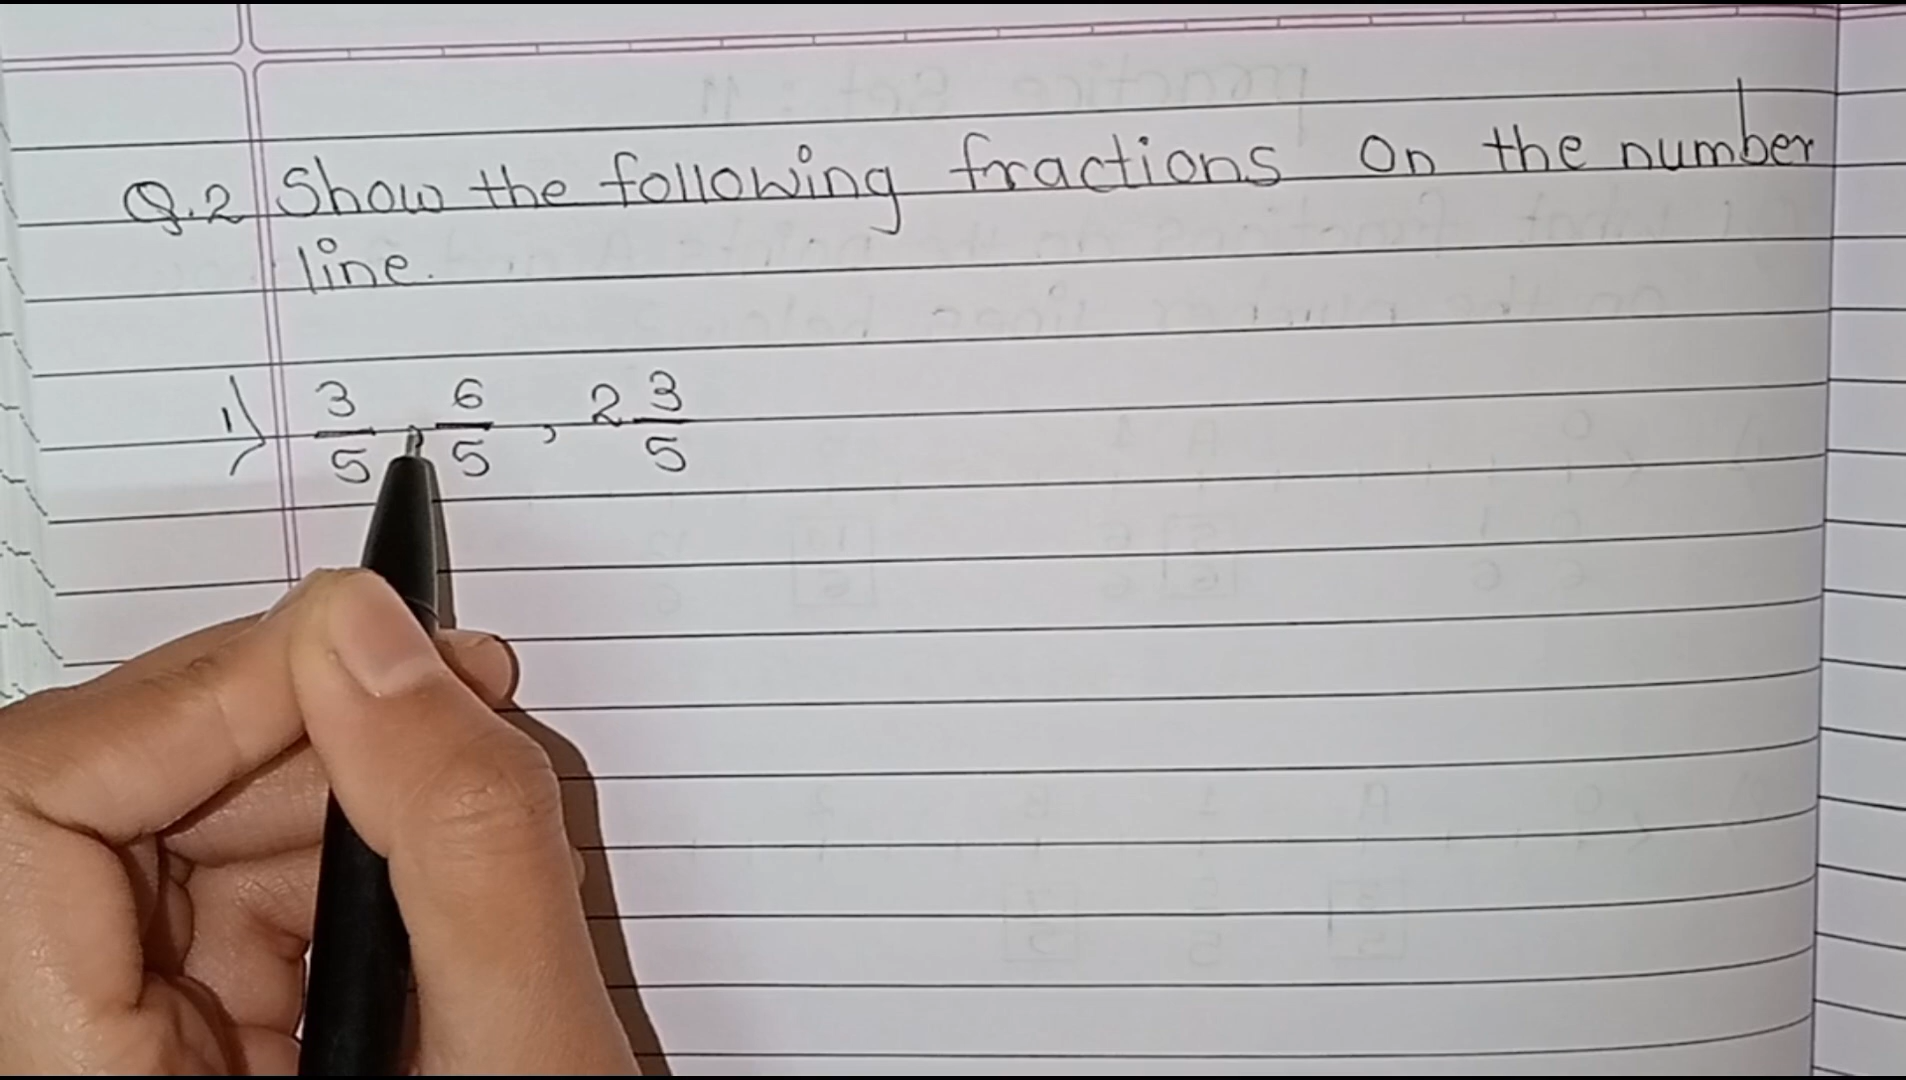 Q.2 Show the following fractions on the number
line.
1) 3/5, 6/5, 2 3/5